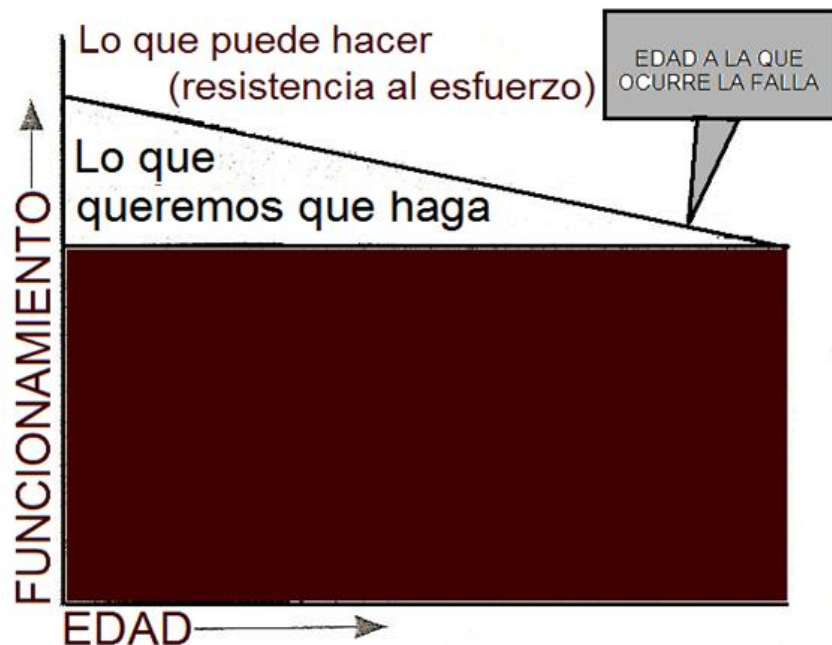 Lo que puede hacer
(resistencia al esfuerzo)
EDAD A LA QUE
OCURRE LA FALLA
Lo que
queremos que haga
FUNCIONAMIENTO
EDAD